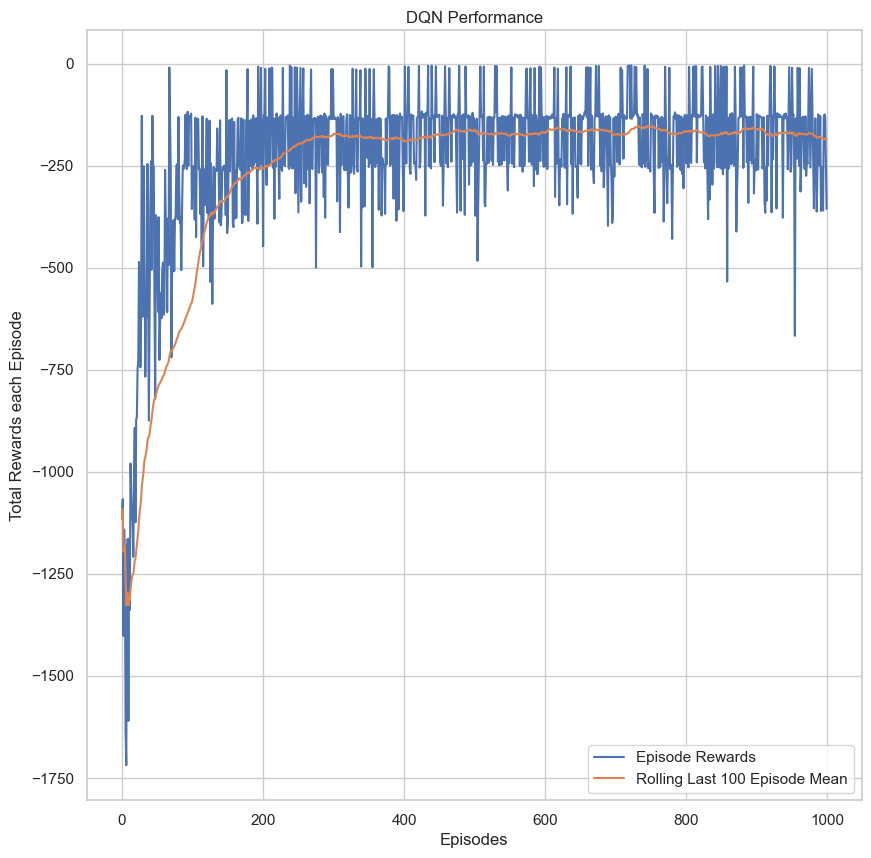 DQN Performance
Total Rewards each Episode
0
−250
−500
−750
−1000
−1250
−1500
−1750
0 200 400 600 800 1000
Episodes
Episode Rewards
Rolling Last 100 Episode Mean